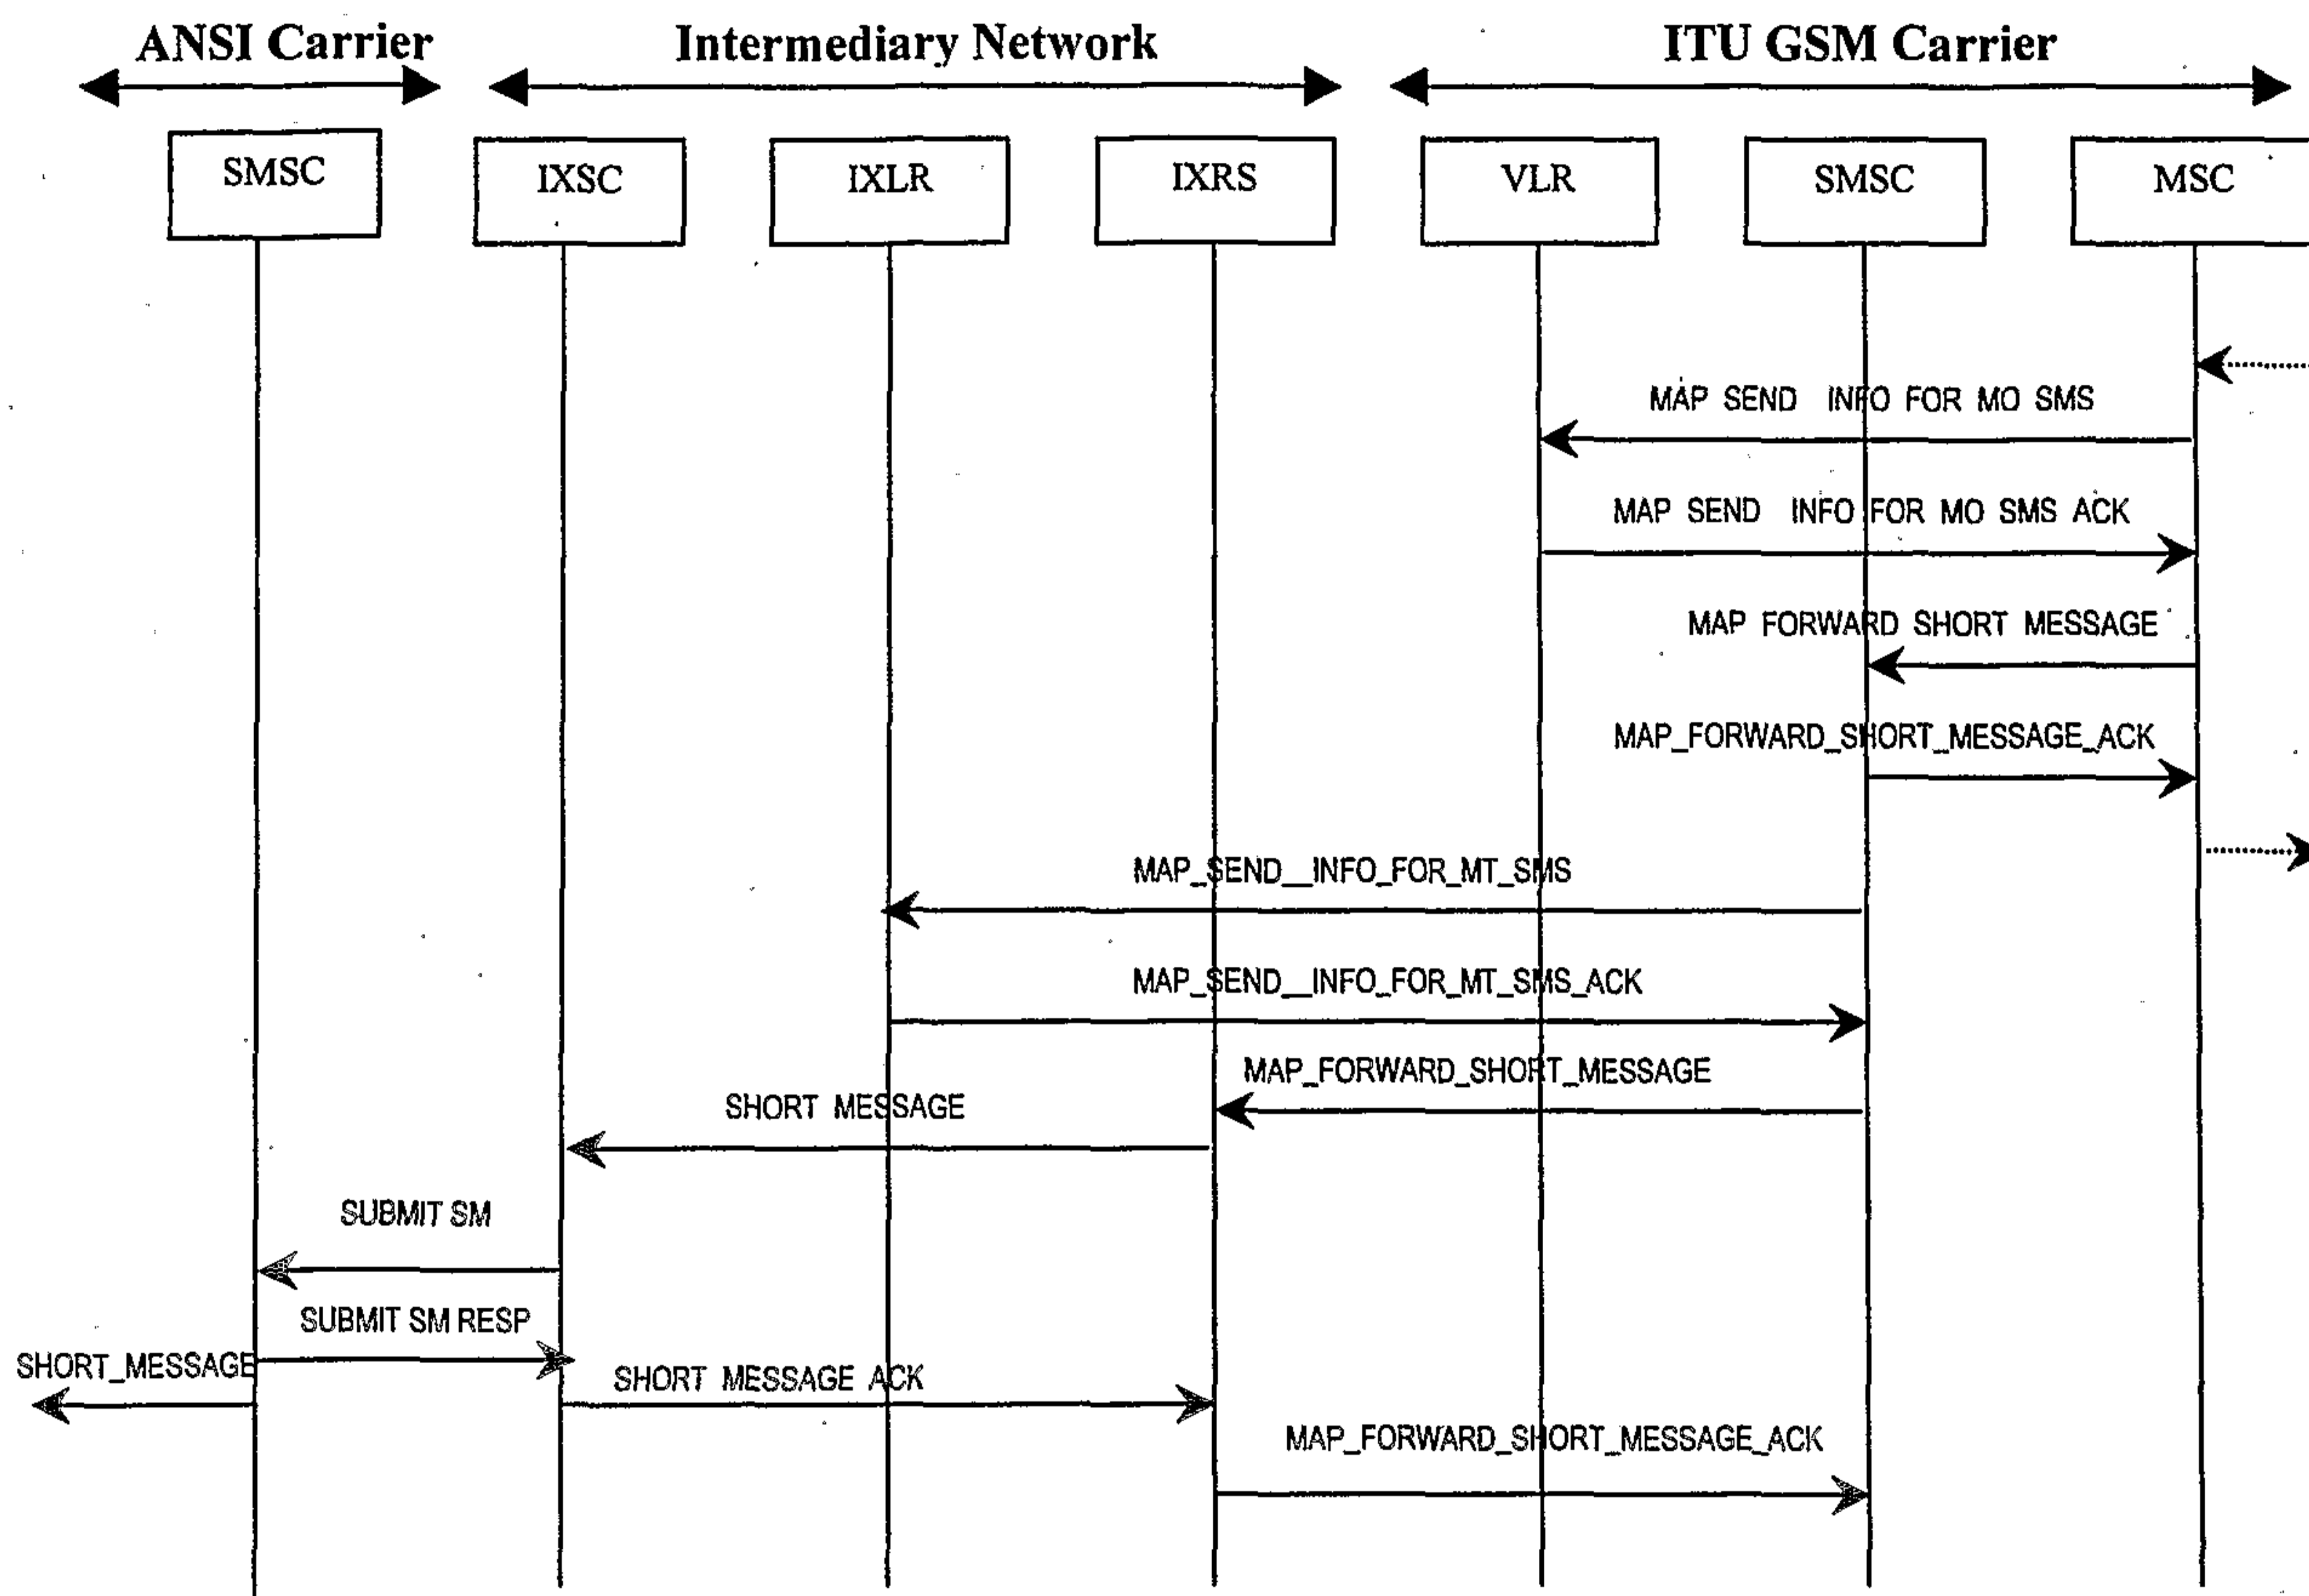 ANSI Carrier
Intermediary Network
ITU GSM Carrier
SMSC
IXSC
IXLR
IXRS
VLR
SMSC
MSC
MAP SEND INFO FOR MO SMS
MAP SEND INFO FOR MO SMS ACK
MAP FORWARD SHORT MESSAGE
MAP_FORWARD_SHORT_MESSAGE_ACK
MAP_SEND__INFO_FOR_MT_SMS
MAP_SEND__INFO_FOR_MT_SMS_ACK
MAP_FORWARD_SHORT_MESSAGE
SHORT MESSAGE
SUBMIT SM
SUBMIT SM RESP
SHORT_MESSAGE
SHORT MESSAGE ACK
MAP_FORWARD_SHORT_MESSAGE_ACK